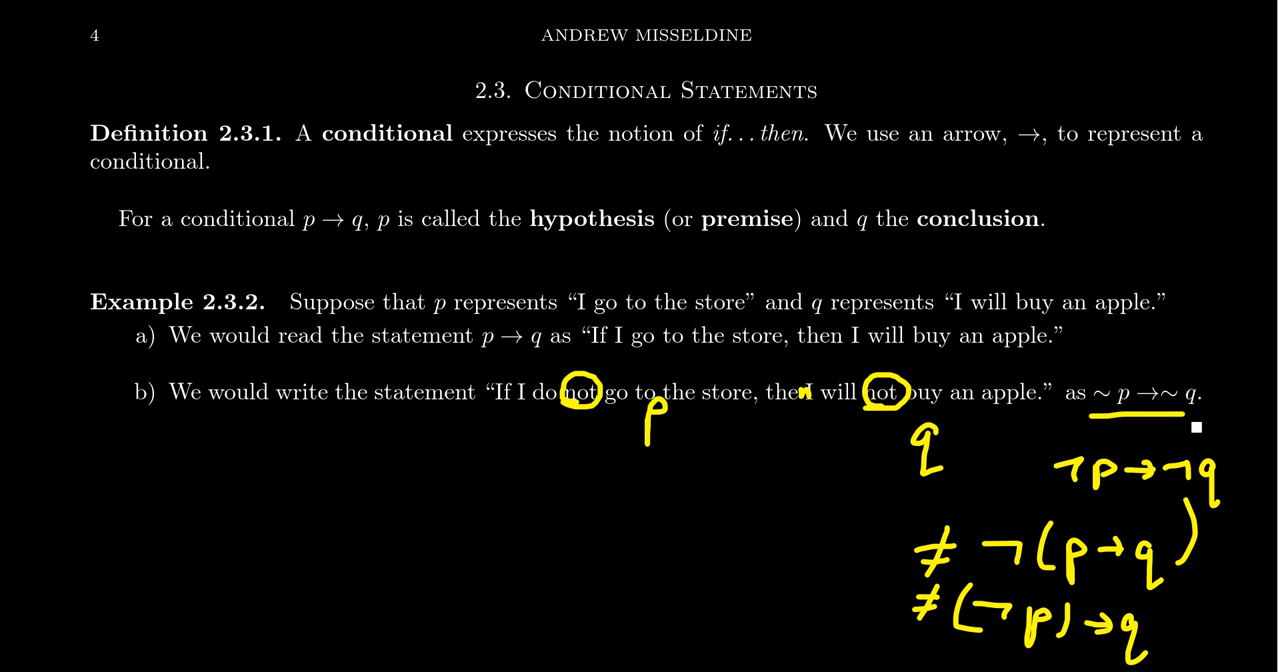 4 ANDREW MISSELDINE
2.3. CONDITIONAL STATEMENTS
Definition 2.3.1. A conditional expresses the notion of if...then. We use an arrow, →, to represent a
conditional.
For a conditional p → q, p is called the hypothesis (or premise) and q the conclusion.
Example 2.3.2. Suppose that p represents “I go to the store” and q represents “I will buy an apple.”
a) We would read the statement p → q as “If I go to the store, then I will buy an apple.”
b) We would write the statement “If I do not go to the store, then I will not buy an apple.” as ∼ p →∼ q.
p q
¬p → ¬q
≠ ¬(p → q)
≠ (¬p) → q